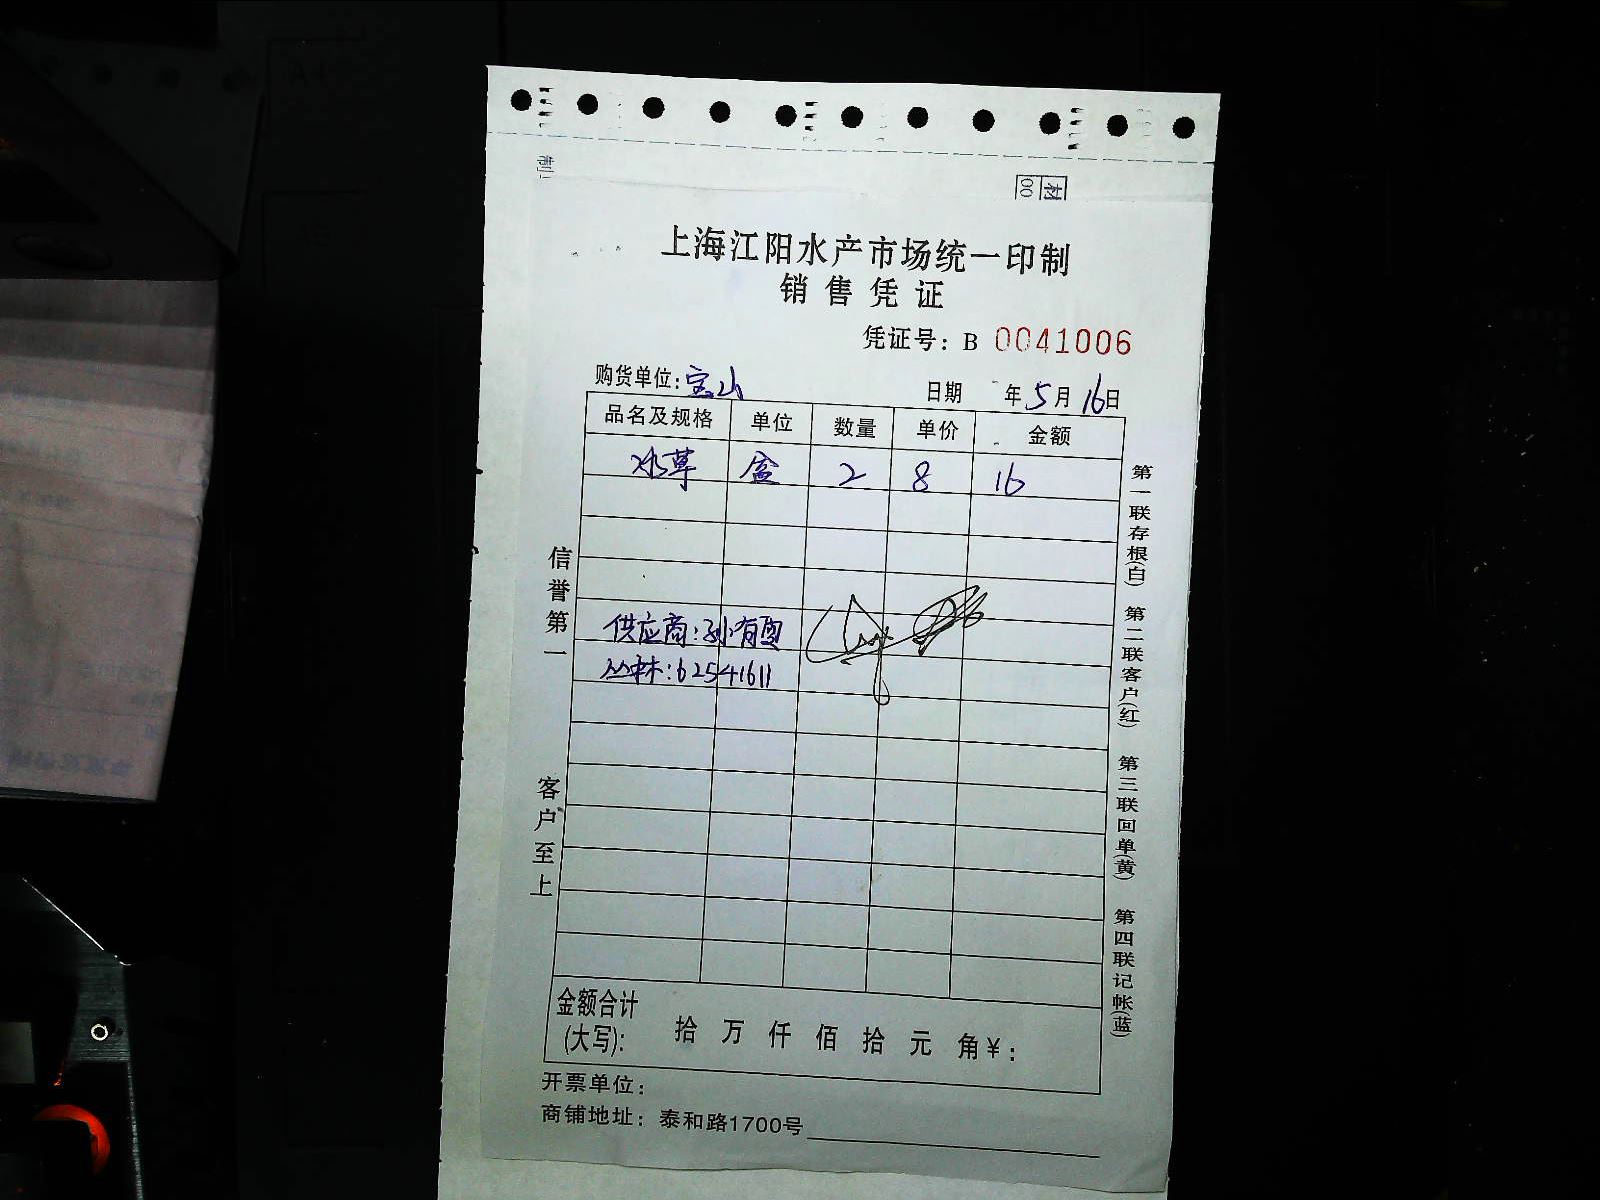 上海江阳水产市场统一印制
销售凭证
凭证号：B 0041006
购货单位：宝山 日期 年5月16日
品名及规格 单位 数量 单价 金额
水草 盒 2 8 16
供应商：孙有
：62541611
信誉第一
客户至上
第一联存根(白)
第二联客户(红)
第三联回单(黄)
第四联记帐(蓝)
金额合计
(大写)： 拾 万 仟 佰 拾 元 角￥：
开票单位：
商铺地址：泰和路1700号